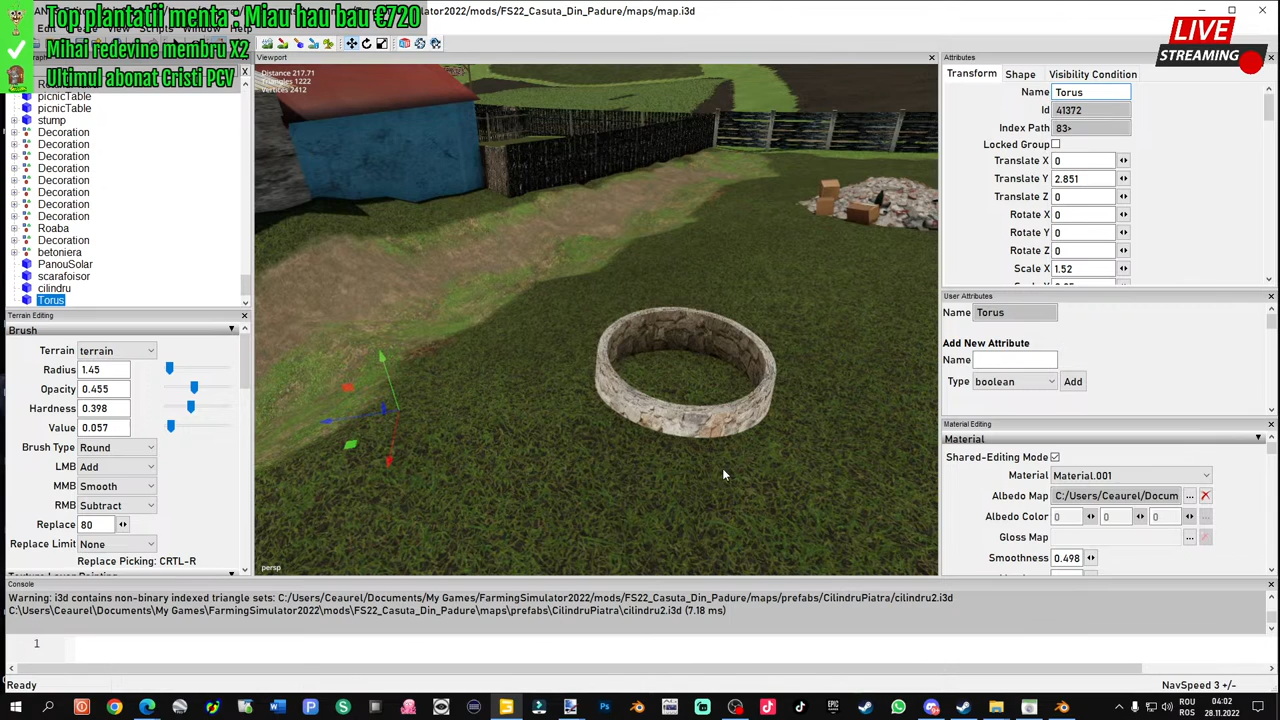 Top plantatii menta : Miau hau bau €720
Mihai redevine membru X2
Ultimul abonat Cristi PCV
Simulator2022/mods/FS22_Casuta_Din_Padure/maps/map.i3d
LIVE
STREAMING
Viewport
Distance 217.71
Triangles 1222
Vertices 2412
persp
picnicTable
picnicTable
stump
Decoration
Decoration
Decoration
Decoration
Decoration
Decoration
Decoration
Decoration
Roaba
Decoration
betoniera
PanouSolar
scarafoisor
cilindru
Torus
Terrain Editing
Brush
Terrain terrain
Radius 1.45
Opacity 0.455
Hardness 0.398
Value 0.057
Brush Type Round
LMB Add
MMB Smooth
RMB Subtract
Replace 80
Replace Limit None
Replace Picking: CRTL-R
Attributes
Transform Shape Visibility Condition
Name Torus
Id 41372
Index Path 83>
Locked Group
Translate X 0
Translate Y 2.851
Translate Z 0
Rotate X 0
Rotate Y 0
Rotate Z 0
Scale X 1.52
User Attributes
Name Torus
Add New Attribute
Name
Type boolean Add
Material Editing
Material
Shared-Editing Mode
Material Material.001
Albedo Map C:/Users/Ceaurel/Docum ...
Albedo Color 0 0 0 ...
Gloss Map ...
Smoothness 0.498
Console
Warning: i3d contains non-binary indexed triangle sets: C:/Users/Ceaurel/Documents/My Games/FarmingSimulator2022/mods/FS22_Casuta_Din_Padure/maps/prefabs/CilindruPiatra/cilindru2.i3d
C:\Users\Ceaurel\Documents\My Games\FarmingSimulator2022\mods\FS22_Casuta_Din_Padure\maps\prefabs\CilindruPiatra\cilindru2.i3d (7.18 ms)
1
Ready
NavSpeed 3 +/-
ROU
ROS
04:02
28.11.2022